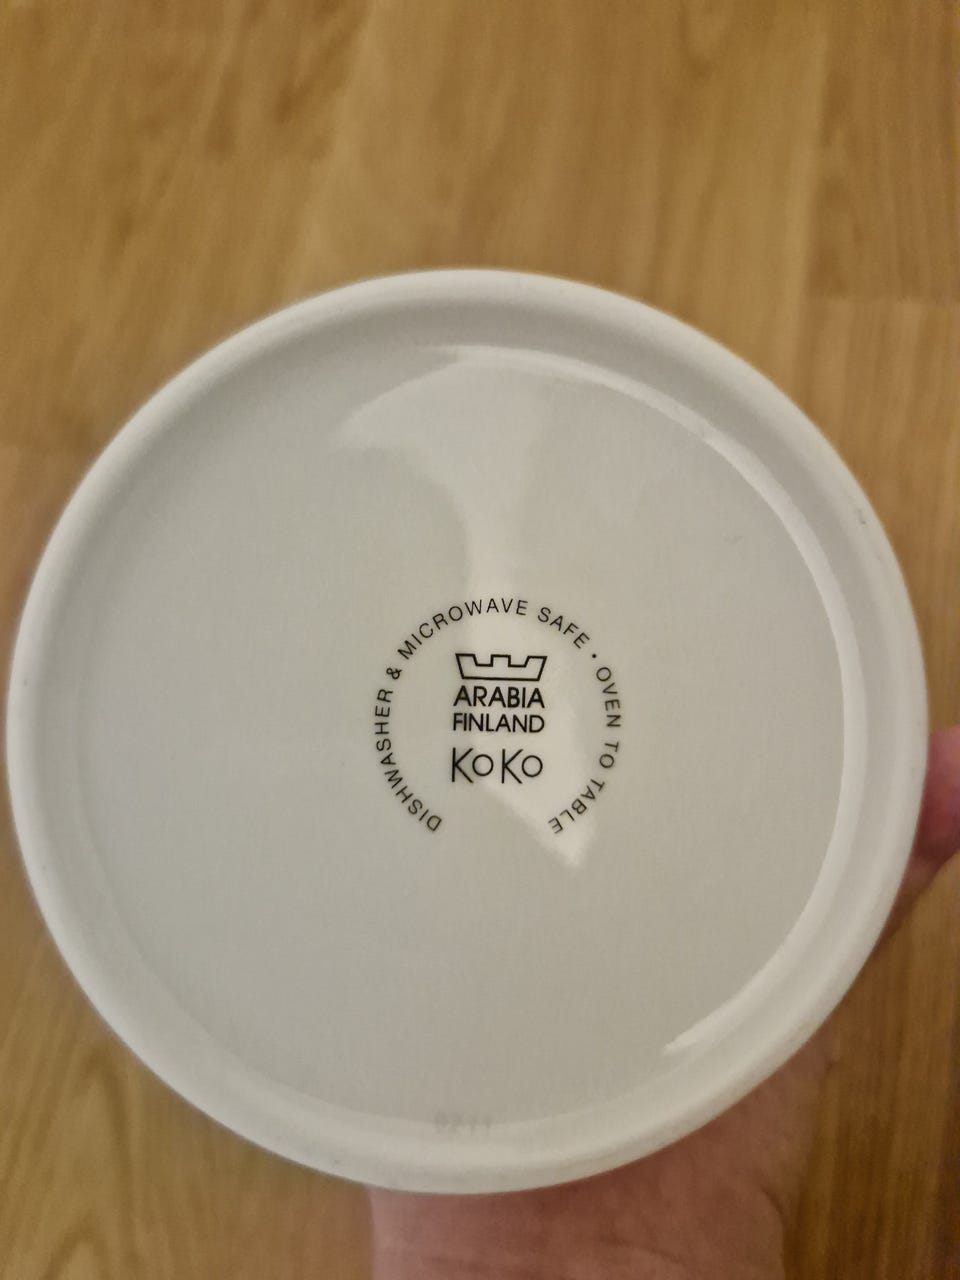 DISHWASHER & MICROWAVE SAFE • OVEN TO TABLE
ARABIA
FINLAND
KoKo